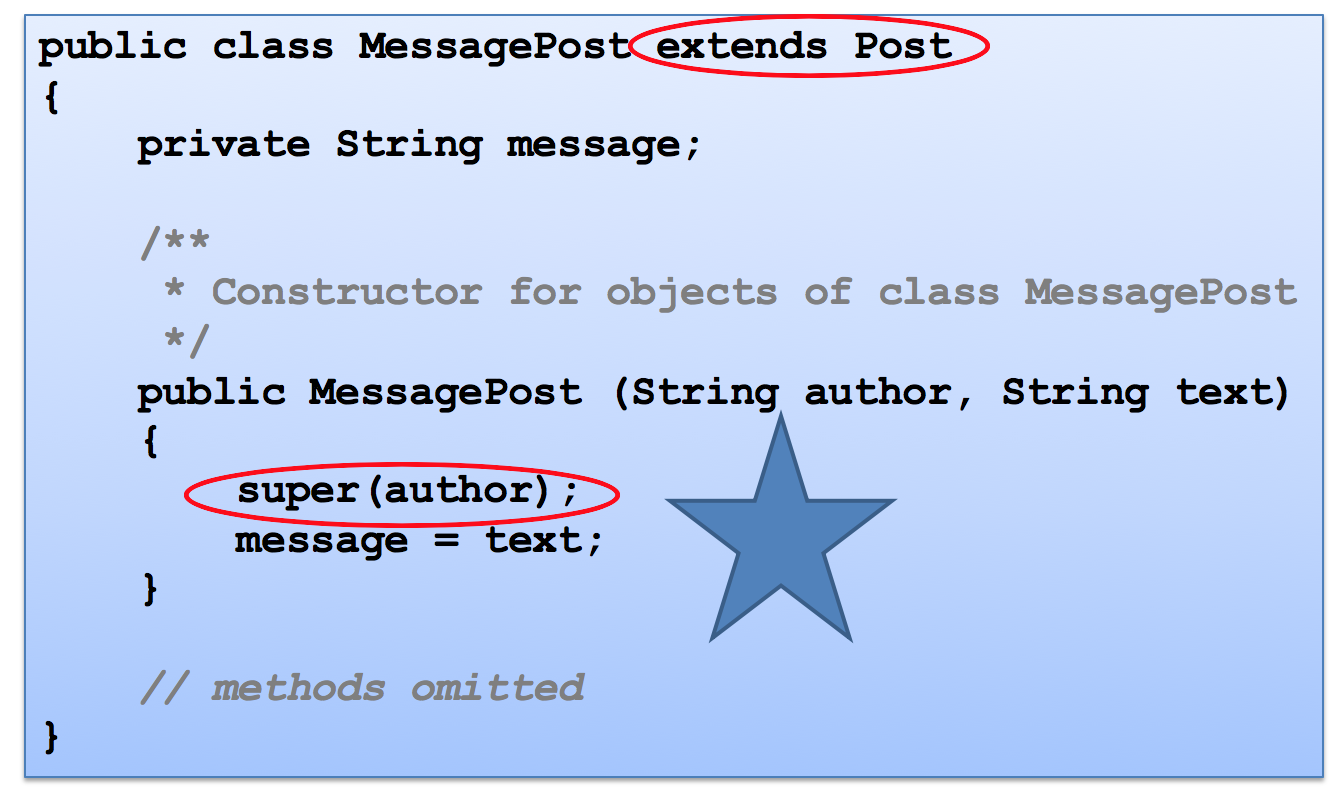 public class MessagePost extends Post
{
private String message;
/**
* Constructor for objects of class MessagePost
*/
public MessagePost (String author, String text)
{
super(author);
message = text;
}
// methods omitted
}